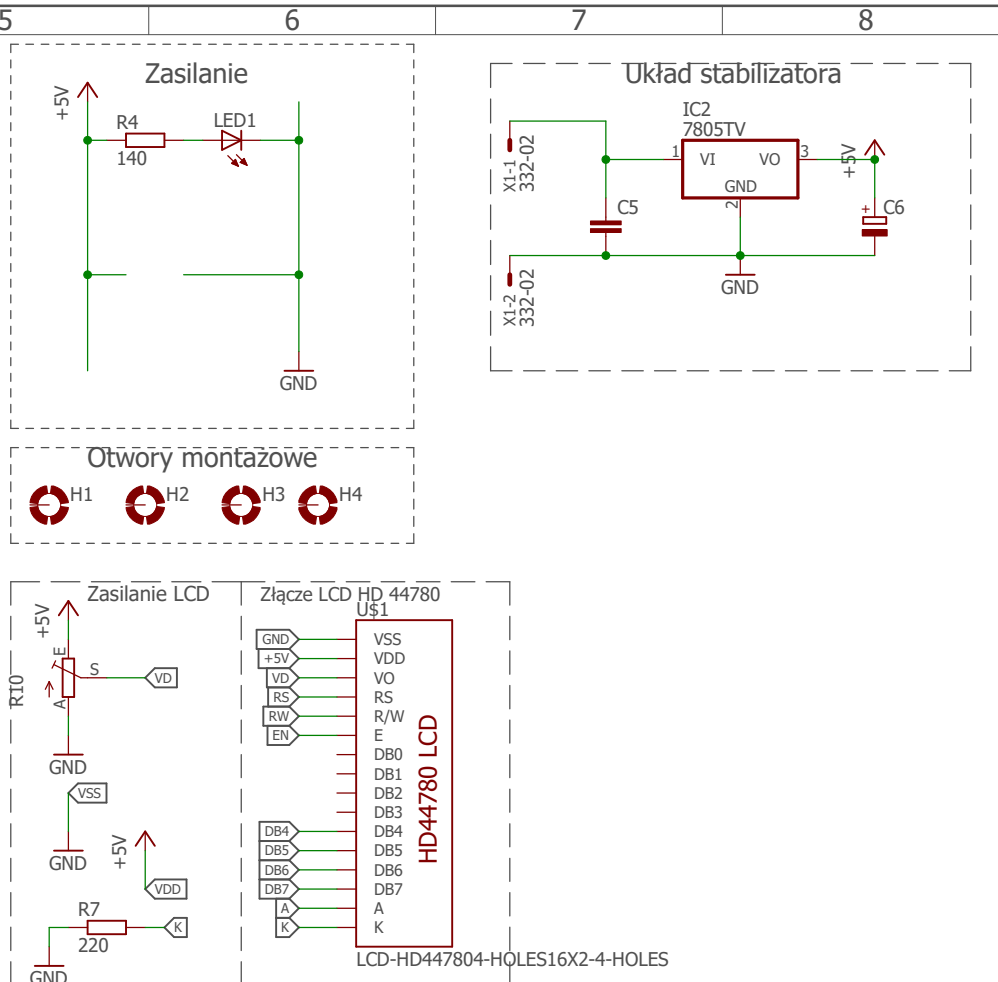 5
6
7
8
Zasilanie
+5V
R4
140
LED1
GND
Układ stabilizatora
X1-1
332-02
IC2
7805TV
1
VI
VO
3
GND
2
+5V
C5
+
C6
X1-2
332-02
GND
Otwory montażowe
H1
H2
H3
H4
Zasilanie LCD
+5V
R10
E
S
A
VD
GND
VSS
GND
+5V
VDD
R7
220
K
GND
Złącze LCD HD 44780
U$1
GND VSS
+5V VDD
VD VO
RS RS
RW R/W
EN E
DB0
DB1
DB2
DB3
DB4 DB4
DB5 DB5
DB6 DB6
DB7 DB7
A A
K K
HD44780 LCD
LCD-HD447804-HOLES16X2-4-HOLES